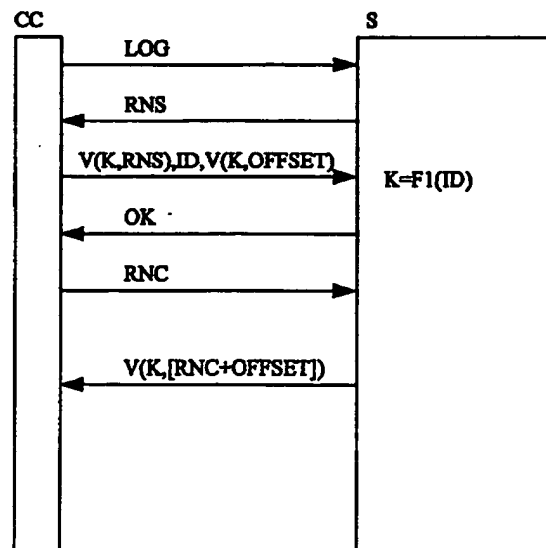 CC
S
LOG
RNS
V(K,RNS),ID,V(K,OFFSET)
K=F1(ID)
OK
RNC
V(K,[RNC+OFFSET])